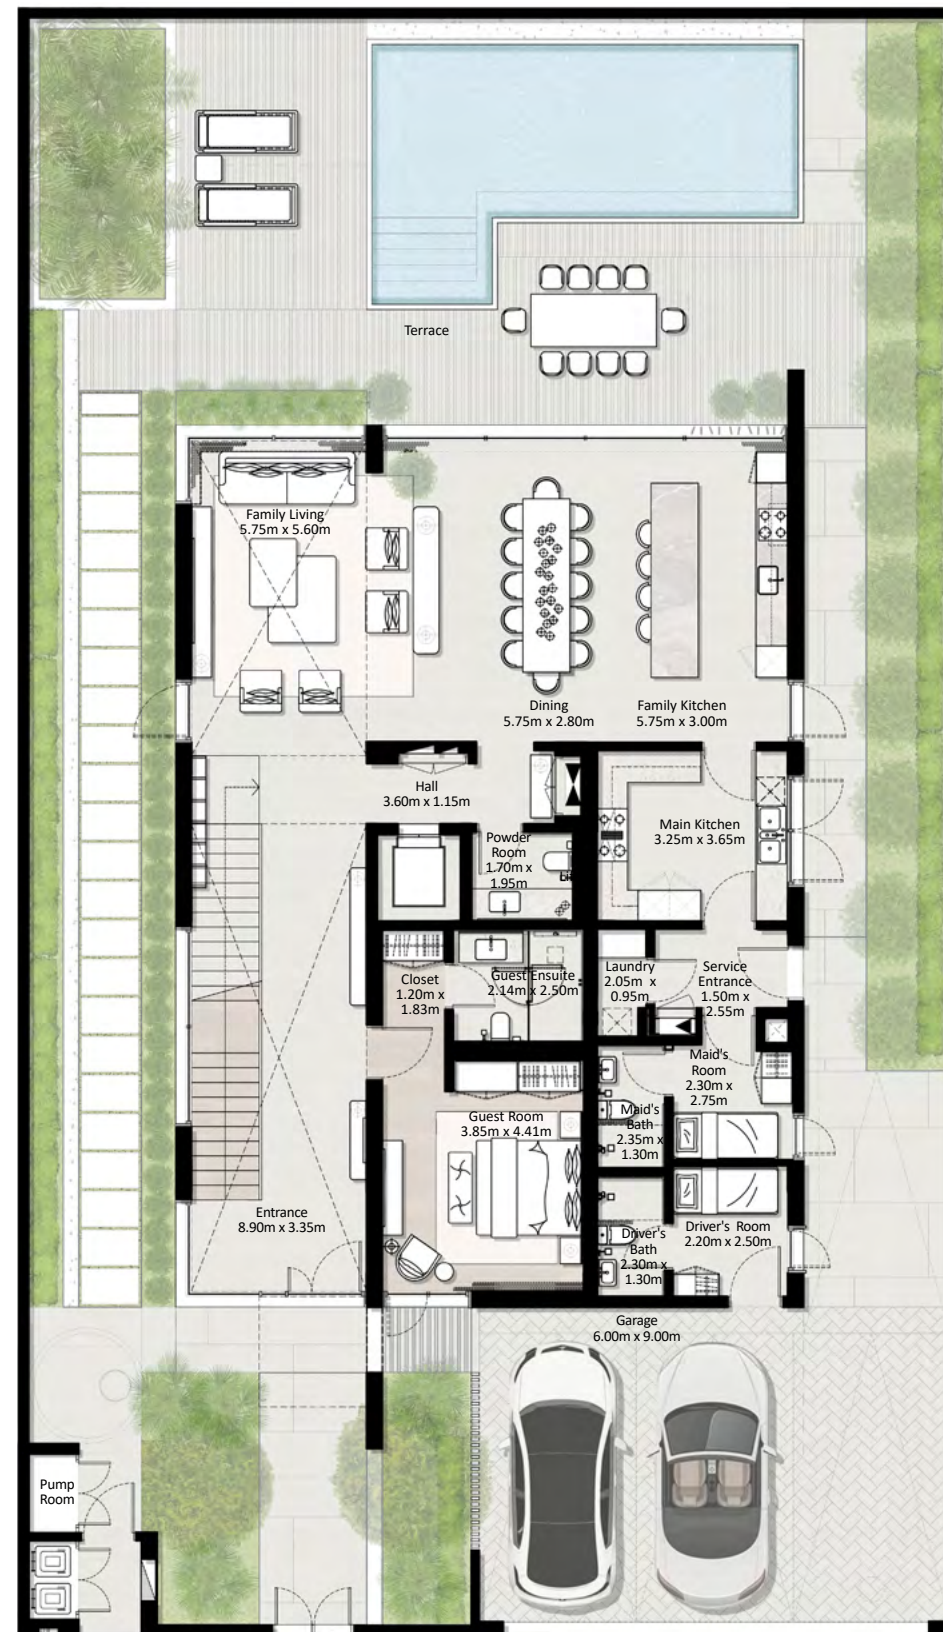 Terrace
Family Living
5.75m x 5.60m
Dining
5.75m x 2.80m
Family Kitchen
5.75m x 3.00m
Hall
3.60m x 1.15m
Main Kitchen
3.25m x 3.65m
Powder
Room
1.70m x
1.95m
Closet
1.20m x
1.83m
Guest Ensuite
2.14m x 2.50m
Laundry
2.05m x
0.95m
Service
Entrance
1.50m x
2.55m
Maid's
Room
2.30m x
2.75m
Guest Room
3.85m x 4.41m
Maid's
Bath
2.35m x
1.30m
Entrance
8.90m x 3.35m
Driver's
Bath
2.30m x
1.30m
Driver's Room
2.20m x 2.50m
Garage
6.00m x 9.00m
Pump
Room